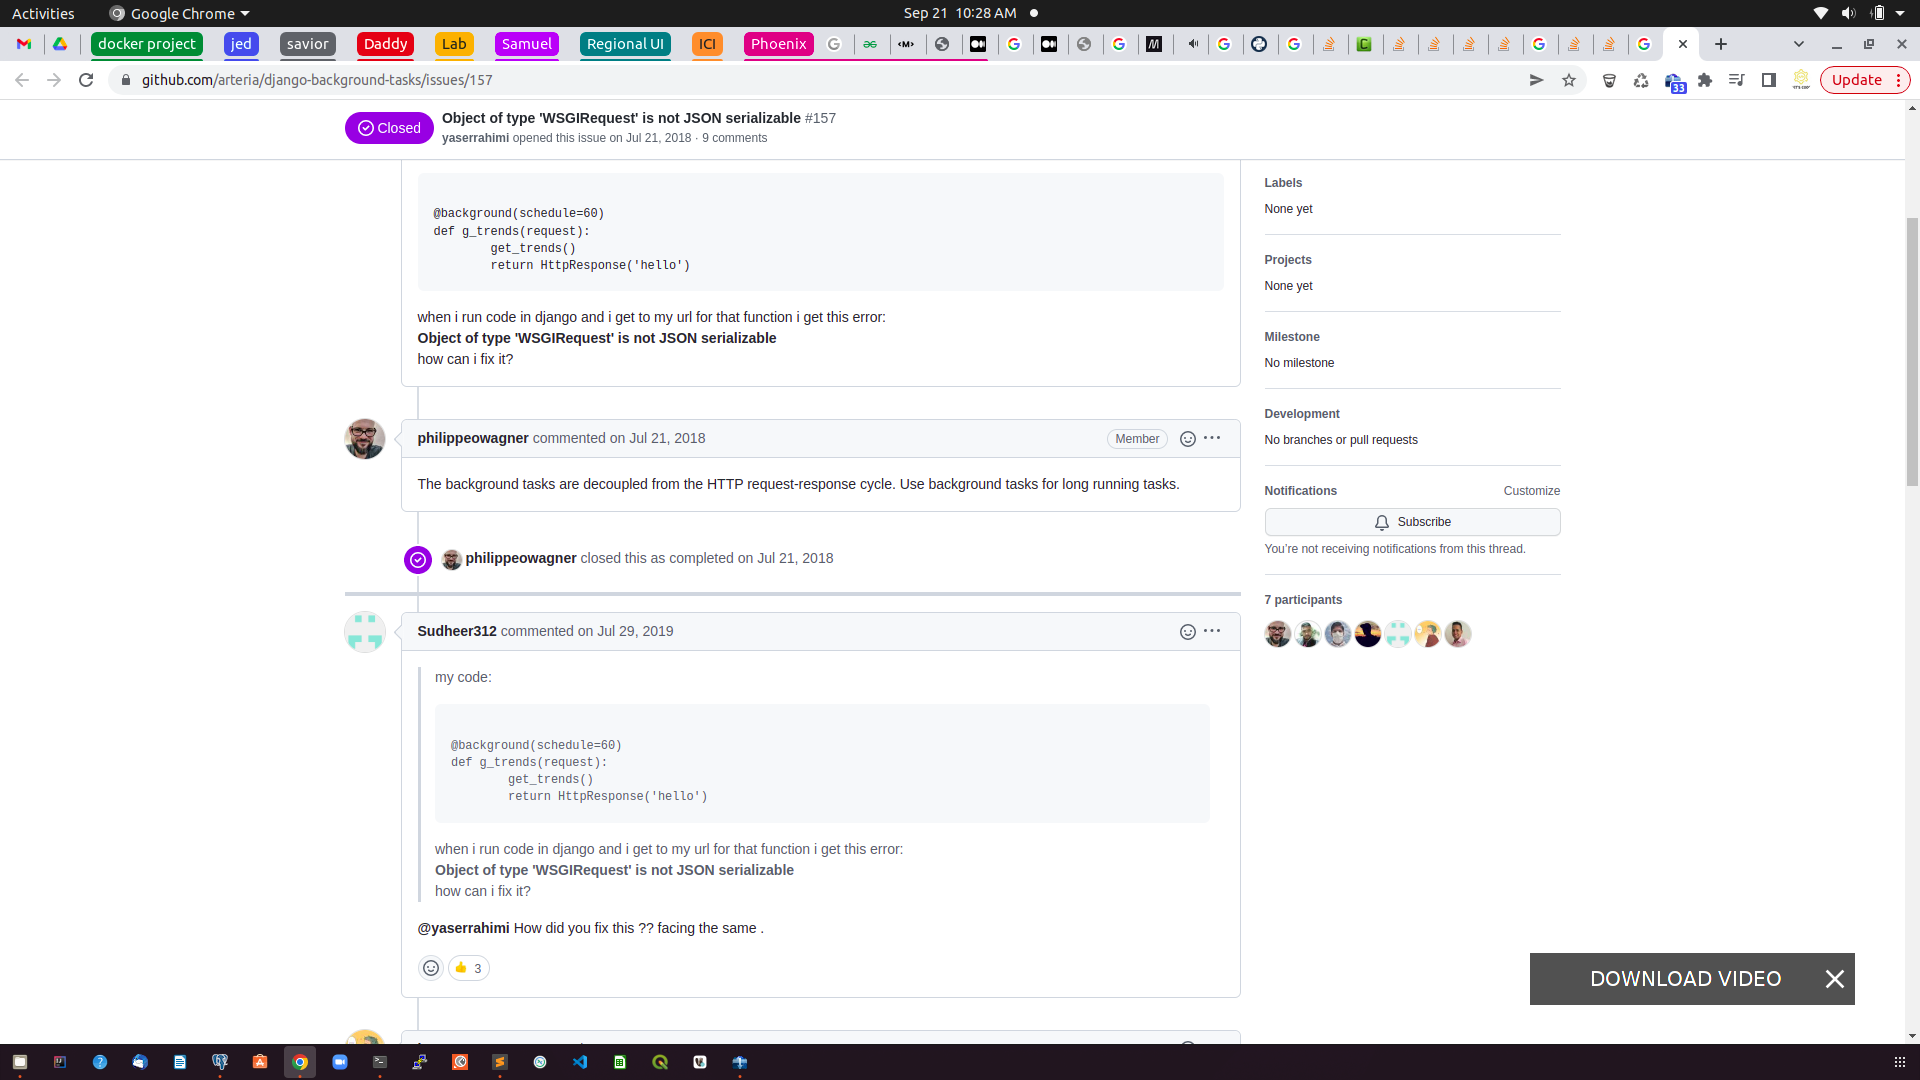 Activities
Google Chrome
Sep 21 10:28 AM
docker project
jed
savior
Daddy
Lab
Samuel
Regional UI
ICI
Phoenix
github.com/arteria/django-background-tasks/issues/157
33
Update
Closed
Object of type 'WSGIRequest' is not JSON serializable #157
yaserrahimi opened this issue on Jul 21, 2018 · 9 comments
@background(schedule=60)
def g_trends(request):
get_trends()
return HttpResponse('hello')
when i run code in django and i get to my url for that function i get this error:
Object of type 'WSGIRequest' is not JSON serializable
how can i fix it?
philippeowagner commented on Jul 21, 2018
Member
The background tasks are decoupled from the HTTP request-response cycle. Use background tasks for long running tasks.
philippeowagner closed this as completed on Jul 21, 2018
Sudheer312 commented on Jul 29, 2019
my code:
@background(schedule=60)
def g_trends(request):
get_trends()
return HttpResponse('hello')
when i run code in django and i get to my url for that function i get this error:
Object of type 'WSGIRequest' is not JSON serializable
how can i fix it?
@yaserrahimi How did you fix this ?? facing the same .
3
Labels
None yet
Projects
None yet
Milestone
No milestone
Development
No branches or pull requests
Notifications
Customize
Subscribe
You're not receiving notifications from this thread.
7 participants
DOWNLOAD VIDEO